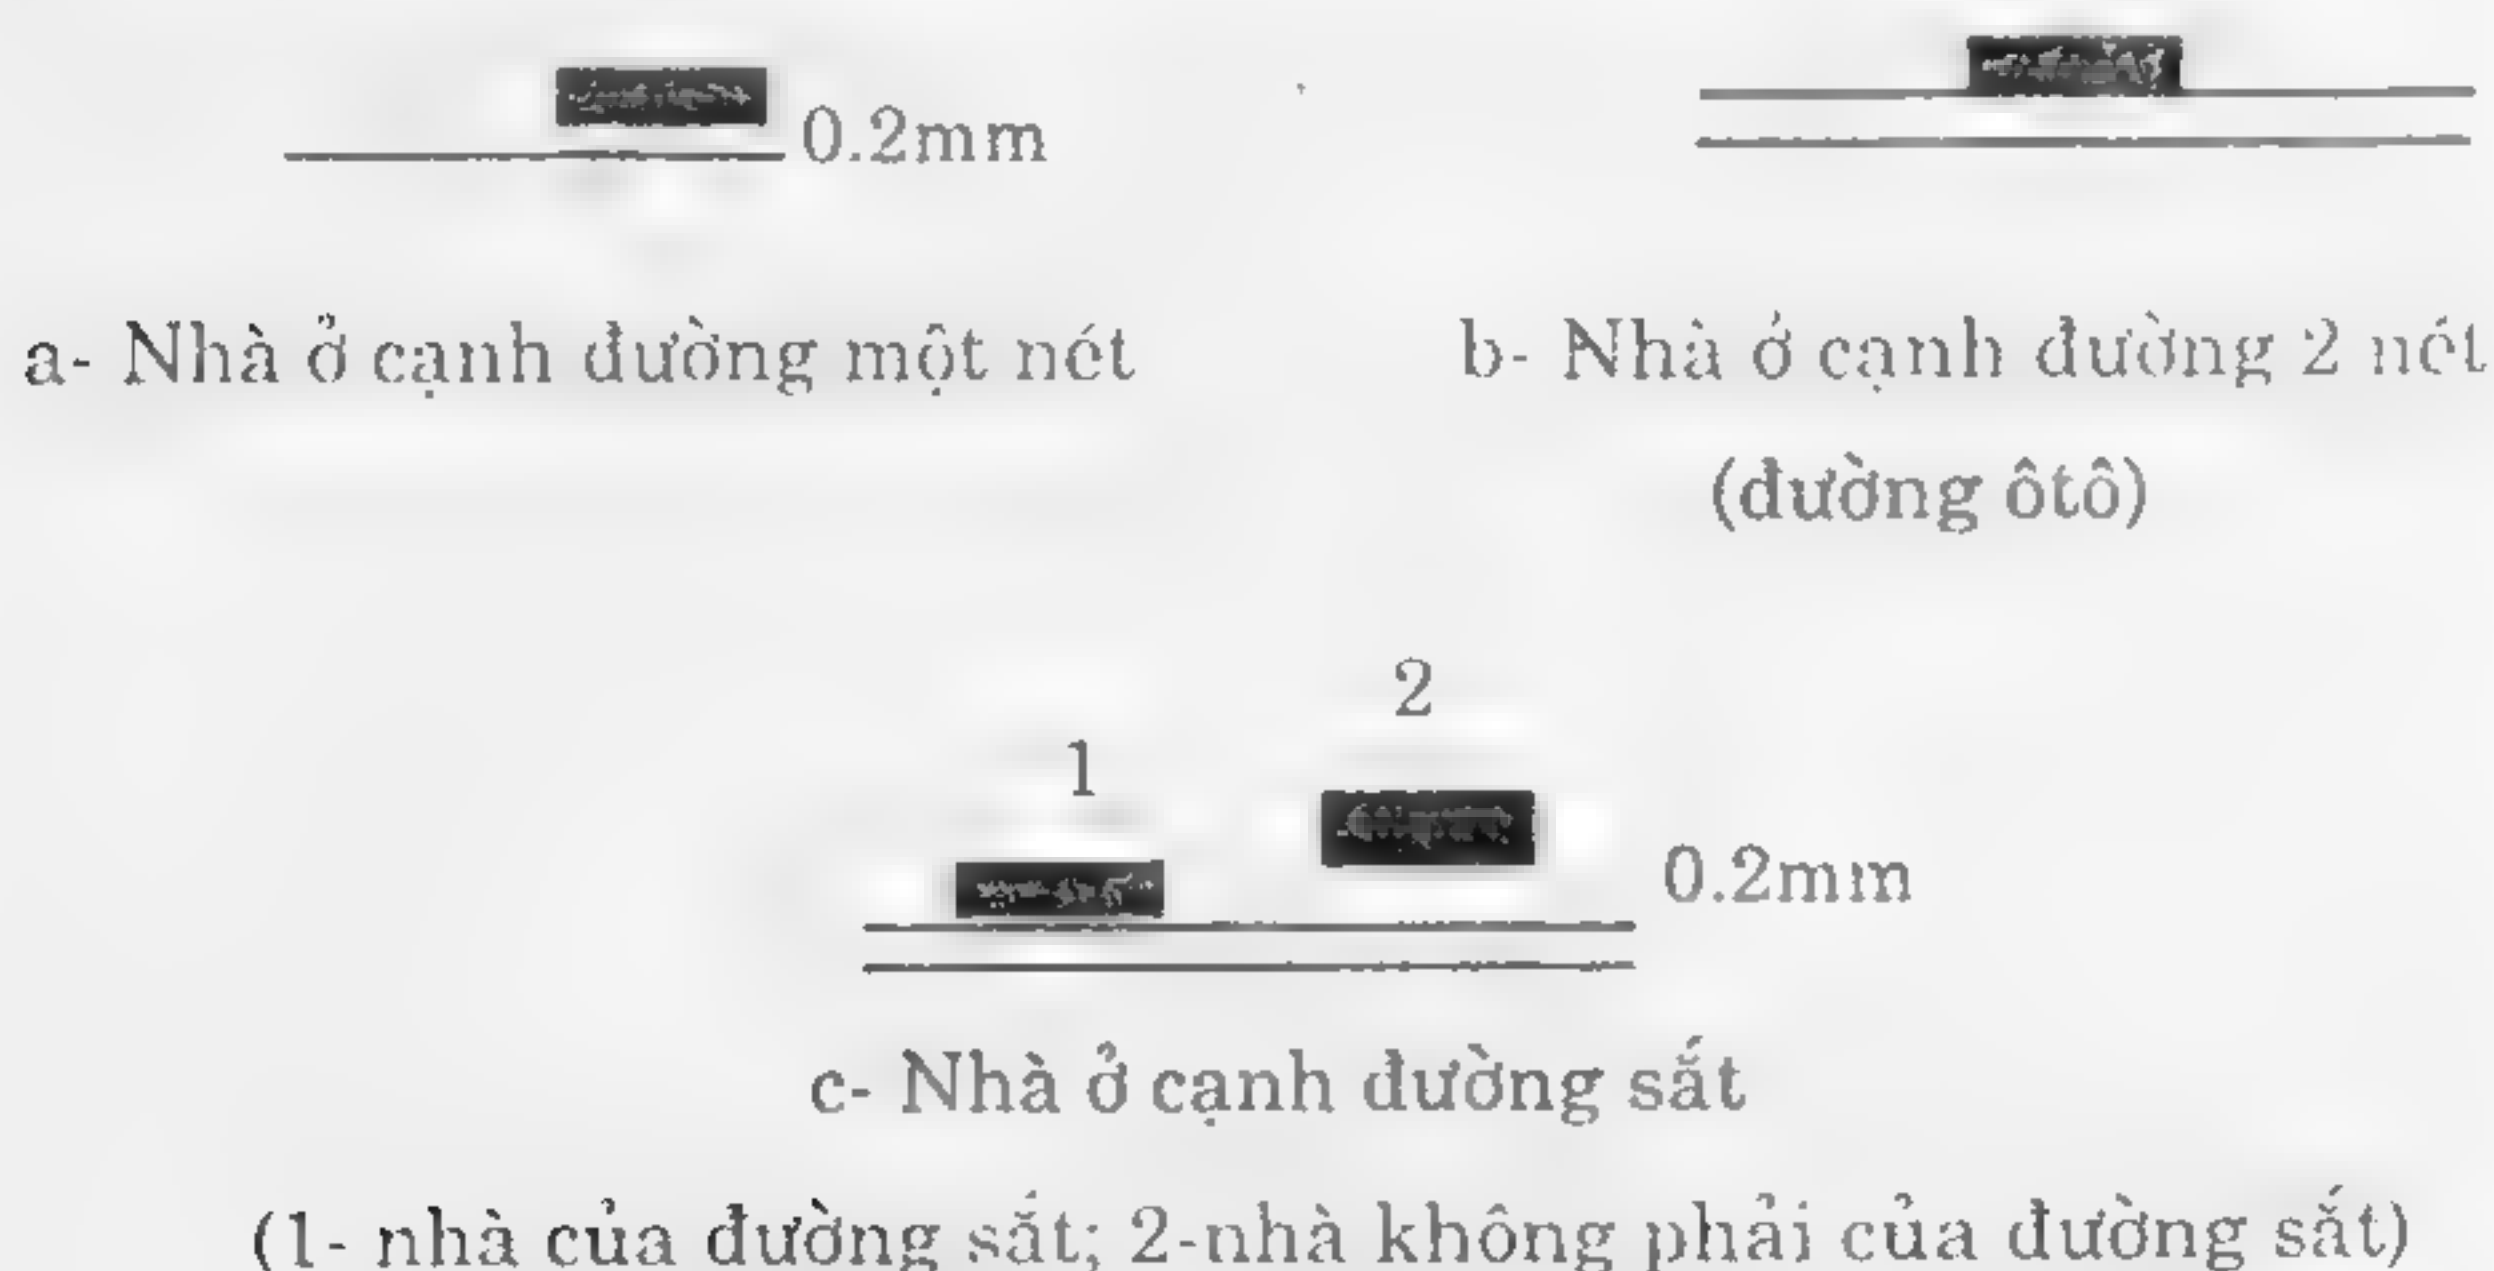 0.2mm
a- Nhà ở cạnh đường một nét
b- Nhà ở cạnh đường 2 nét
(đường ôtô)
2
1
0.2mm
c- Nhà ở cạnh đường sắt
(1- nhà của đường sắt; 2-nhà không phải của đường sắt)